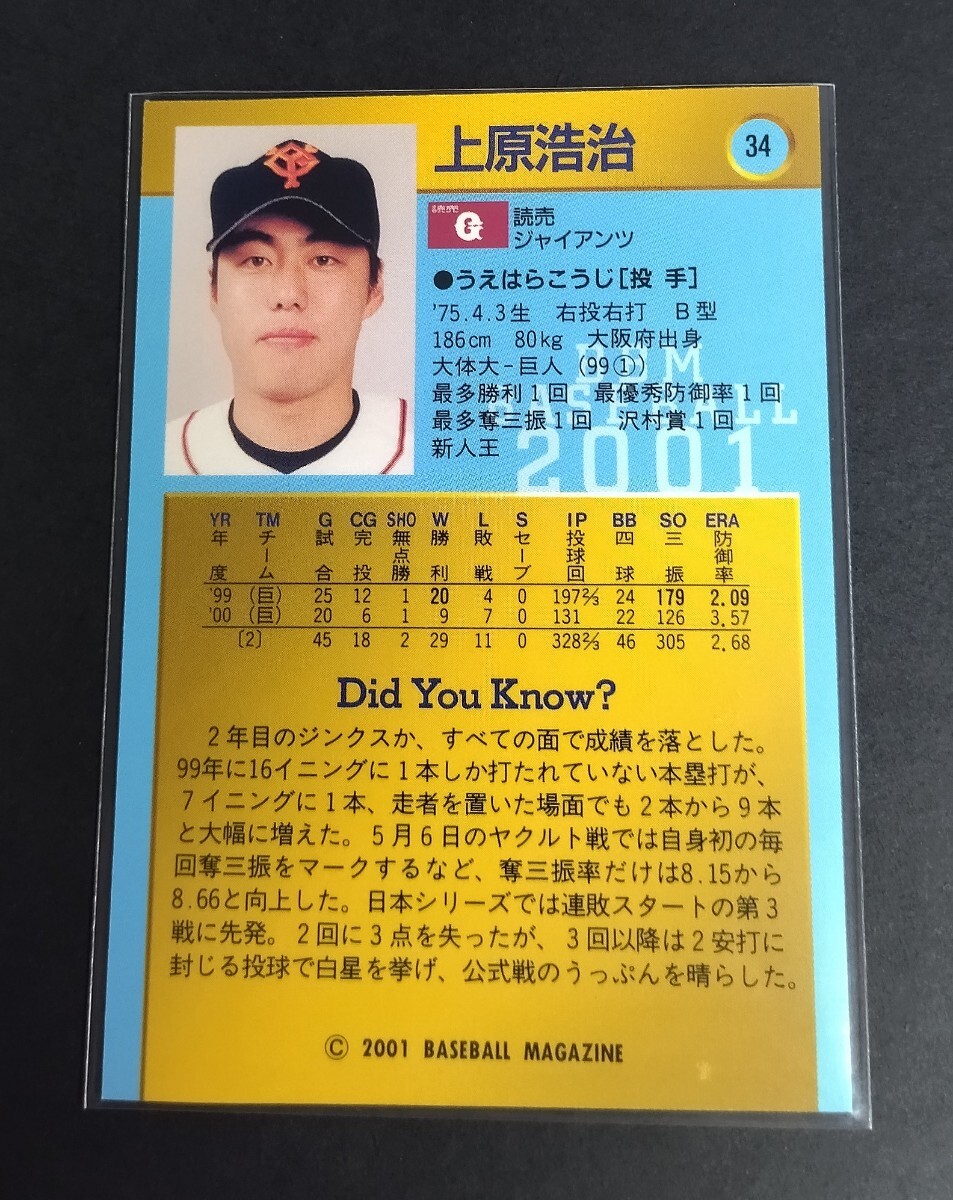 上原浩治
34
読売
G
読売
ジャイアンツ
●うえはらこうじ[投 手]
'75.4.3生 右投右打 B型
186cm 80kg 大阪府出身
大体大-巨人 (99①)
最多勝利1回 最優秀防御率1回
最多奪三振1回 沢村賞1回
新人王
BBM
BASEBALL
2001
YR TM G CG SHO W L S IP BB SO ERA
年度 チーム 試合 完投 無点勝 勝利 敗戦 セーブ 投球回 四球 三振 防御率
'99 (巨) 25 12 1 20 4 0 197⅔ 24 179 2.09
'00 (巨) 20 6 1 9 7 0 131 22 126 3.57
〔2〕 45 18 2 29 11 0 328⅔ 46 305 2.68
Did You Know?
2年目のジンクスか、すべての面で成績を落とした。
99年に16イニングに1本しか打たれていない本塁打が、
7イニングに1本、走者を置いた場面でも2本から9本
と大幅に増えた。5月6日のヤクルト戦では自身初の毎
回奪三振をマークするなど、奪三振率だけは8.15から
8.66と向上した。日本シリーズでは連敗スタートの第3
戦に先発。2回に3点を失ったが、3回以降は2安打に
封じる投球で白星を挙げ、公式戦のうっぷんを晴らした。
© 2001 BASEBALL MAGAZINE